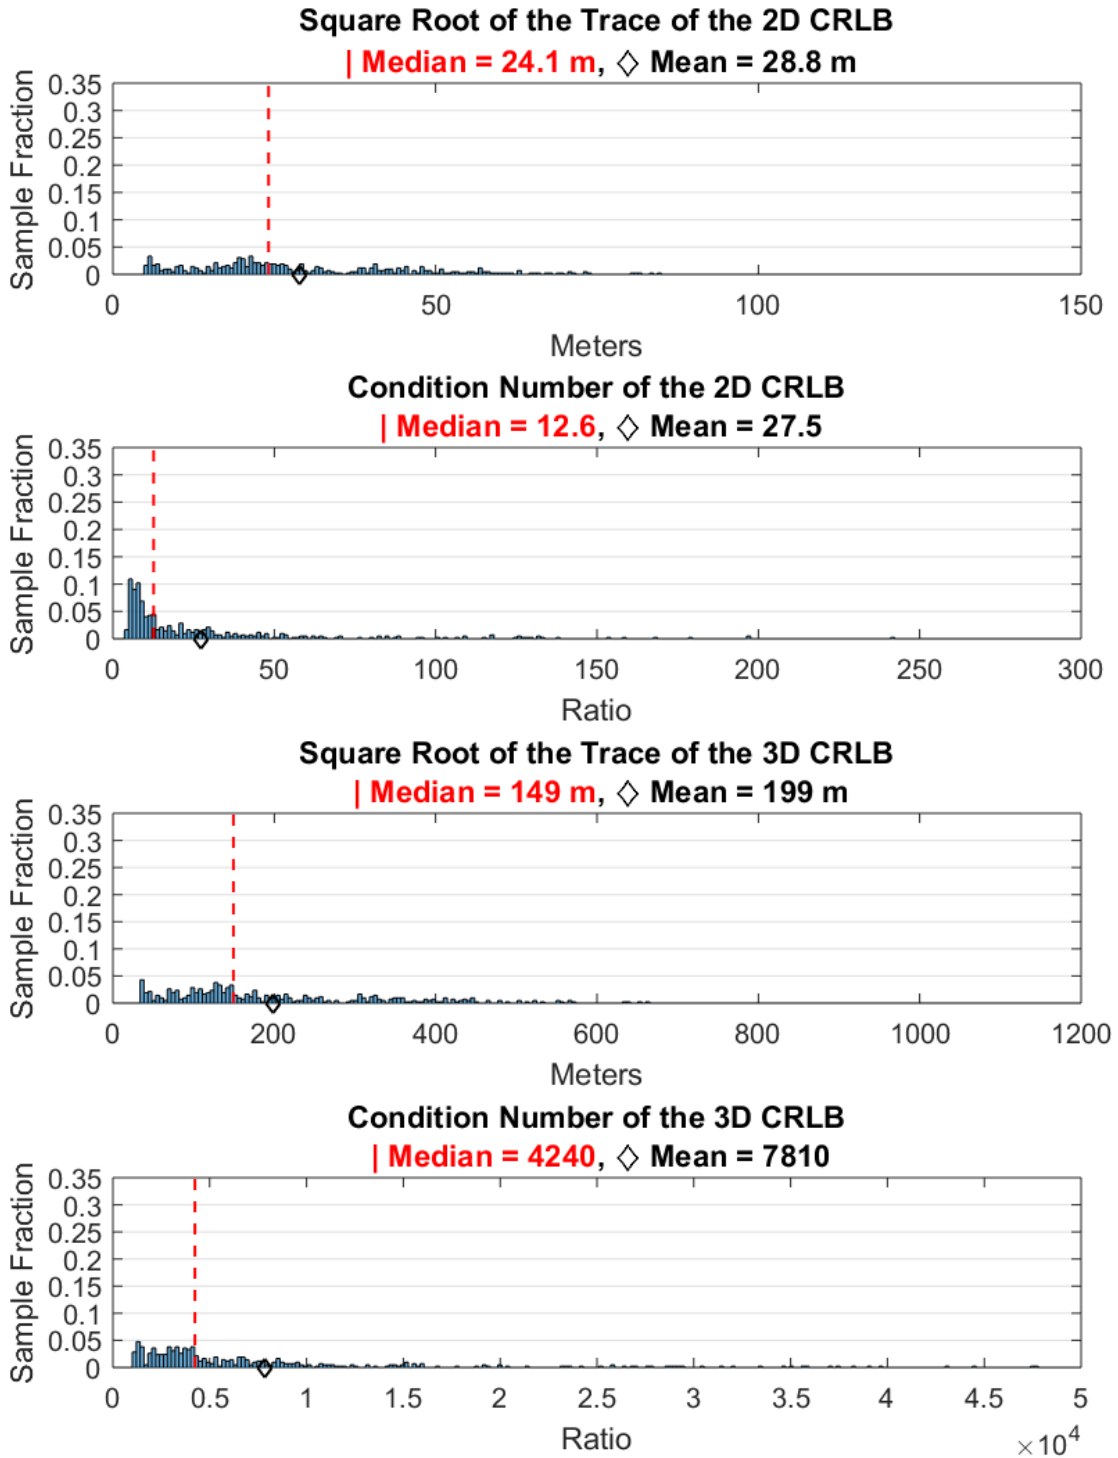 Square Root of the Trace of the 2D CRLB
| Median = 24.1 m, ◇ Mean = 28.8 m
Sample Fraction
0.35
0.3
0.25
0.2
0.15
0.1
0.05
0
0 50 100 150
Meters
Condition Number of the 2D CRLB
| Median = 12.6, ◇ Mean = 27.5
Sample Fraction
0.35
0.3
0.25
0.2
0.15
0.1
0.05
0
0 50 100 150 200 250 300
Ratio
Square Root of the Trace of the 3D CRLB
| Median = 149 m, ◇ Mean = 199 m
Sample Fraction
0.35
0.3
0.25
0.2
0.15
0.1
0.05
0
0 200 400 600 800 1000 1200
Meters
Condition Number of the 3D CRLB
| Median = 4240, ◇ Mean = 7810
Sample Fraction
0.35
0.3
0.25
0.2
0.15
0.1
0.05
0
0 0.5 1 1.5 2 2.5 3 3.5 4 4.5 5
Ratio
×10⁴